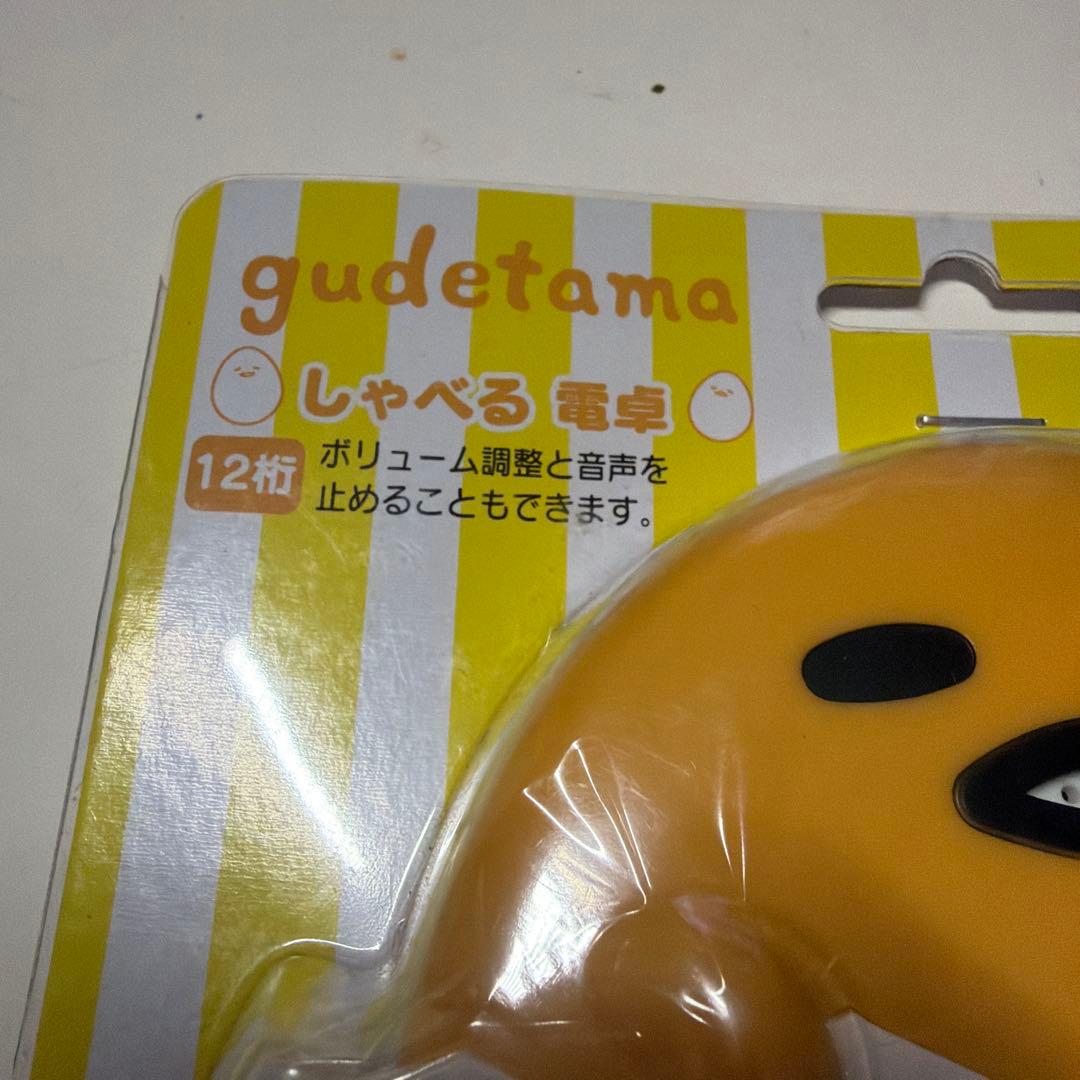 gudetama
しゃべる 電卓
12桁
ボリューム調整と音声を
止めることもできます。